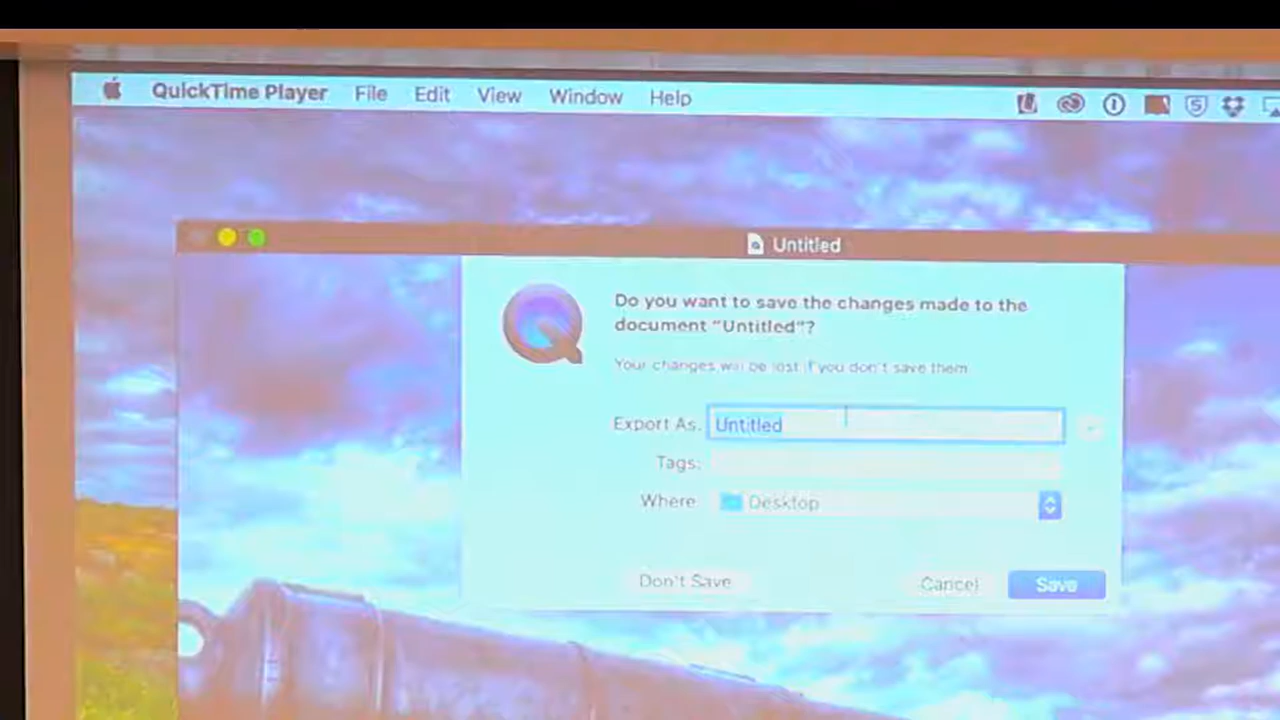 QuickTime Player File Edit View Window Help
Untitled
Do you want to save the changes made to the
document "Untitled"?
Your changes will be lost if you don't save them
Export As: Untitled
Tags:
Where: Desktop
Don't Save Cancel Save